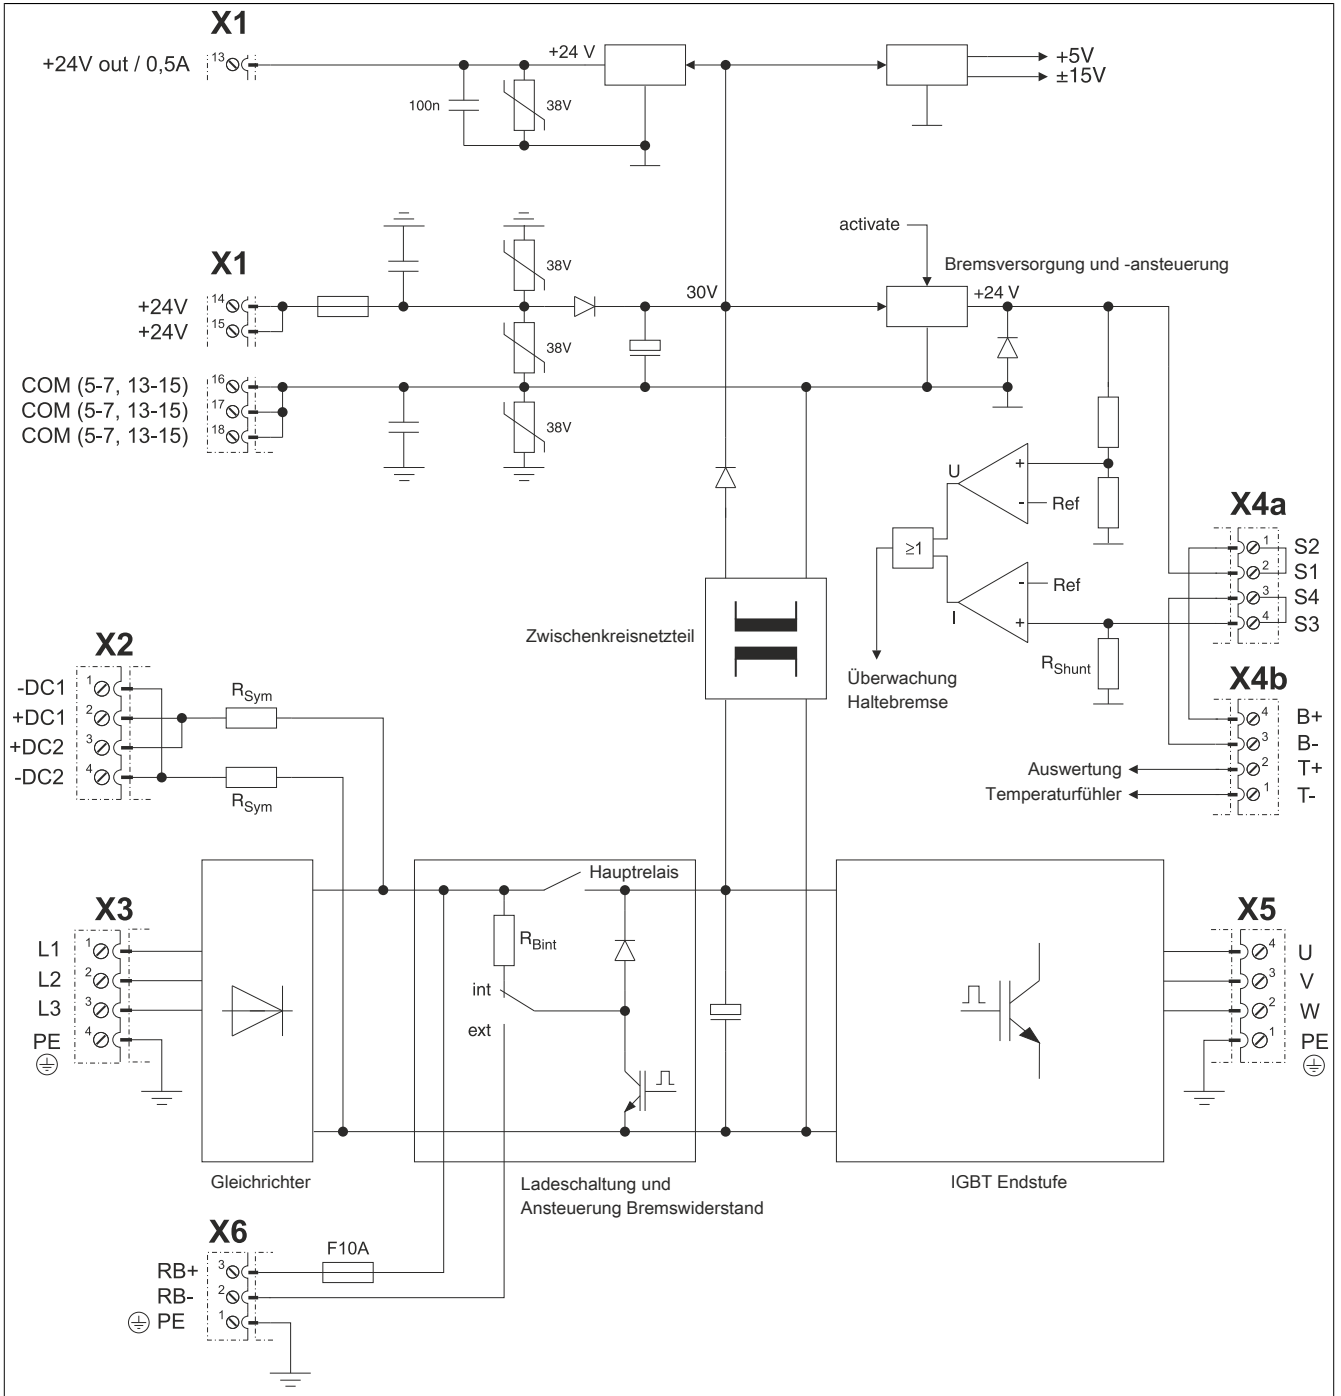 X1
+24V out / 0,5A
13
+24 V
+5V
±15V
100n
38V
activate
Bremsversorgung und -ansteuerung
X1
38V
30V
+24 V
+24V
14
+24V
15
38V
COM (5-7, 13-15)
16
COM (5-7, 13-15)
17
COM (5-7, 13-15)
18
38V
U
+
-
Ref
≥1
-
Ref
I
+
RShunt
Überwachung
Haltebremse
X4a
1
S2
2
S1
3
S4
4
S3
X4b
4
B+
3
B-
2
T+
1
T-
Auswertung
Temperaturfühler
Zwischenkreisnetzteil
X2
-DC1
1
+DC1
2
+DC2
3
-DC2
4
RSym
RSym
Hauptrelais
RBint
int
ext
X3
L1
1
L2
2
L3
3
PE
4
X5
4
U
3
V
2
W
1
PE
Gleichrichter
Ladeschaltung und
Ansteuerung Bremswiderstand
IGBT Endstufe
X6
F10A
RB+
3
RB-
2
PE
1